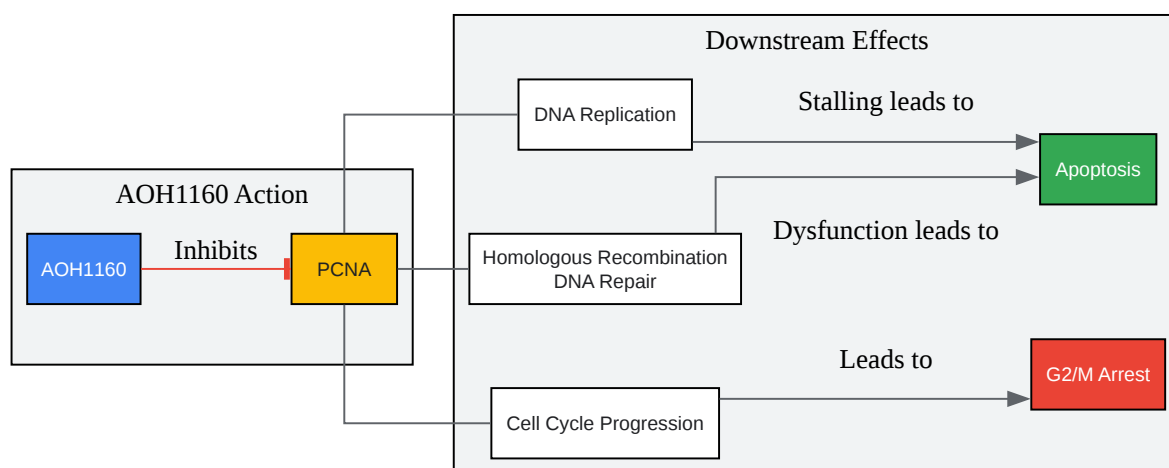 Downstream Effects
DNA Replication
Stalling leads to
Apoptosis
AOH1160 Action
AOH1160
Inhibits
PCNA
Homologous Recombination
DNA Repair
Dysfunction leads to
Cell Cycle Progression
Leads to
G2/M Arrest